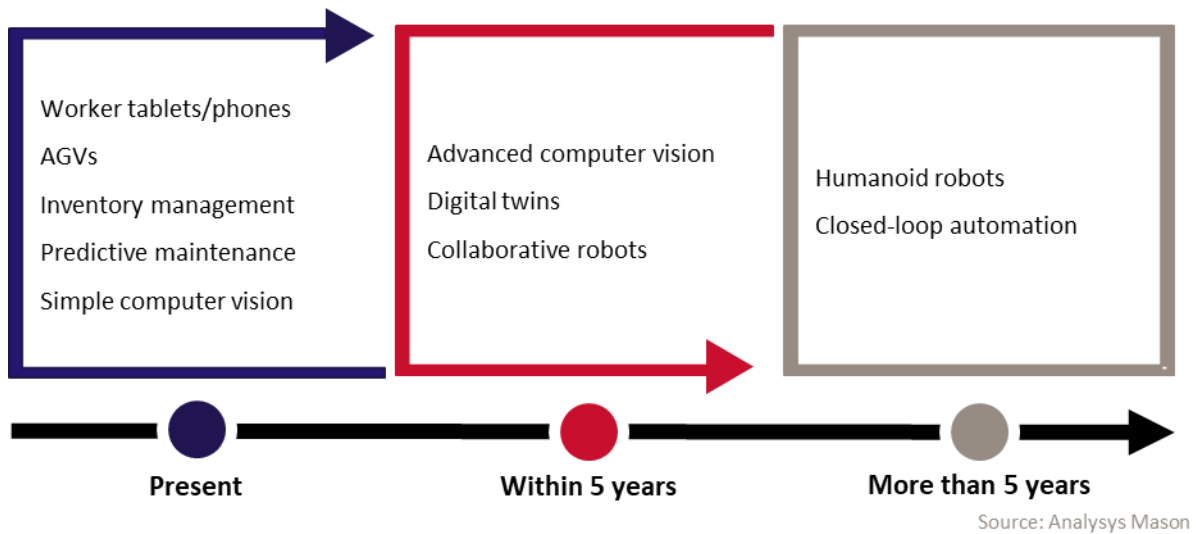 Worker tablets/phones
AGVs
Inventory management
Predictive maintenance
Simple computer vision
Advanced computer vision
Digital twins
Collaborative robots
Humanoid robots
Closed-loop automation
Present
Within 5 years
More than 5 years
Source: Analysys Mason